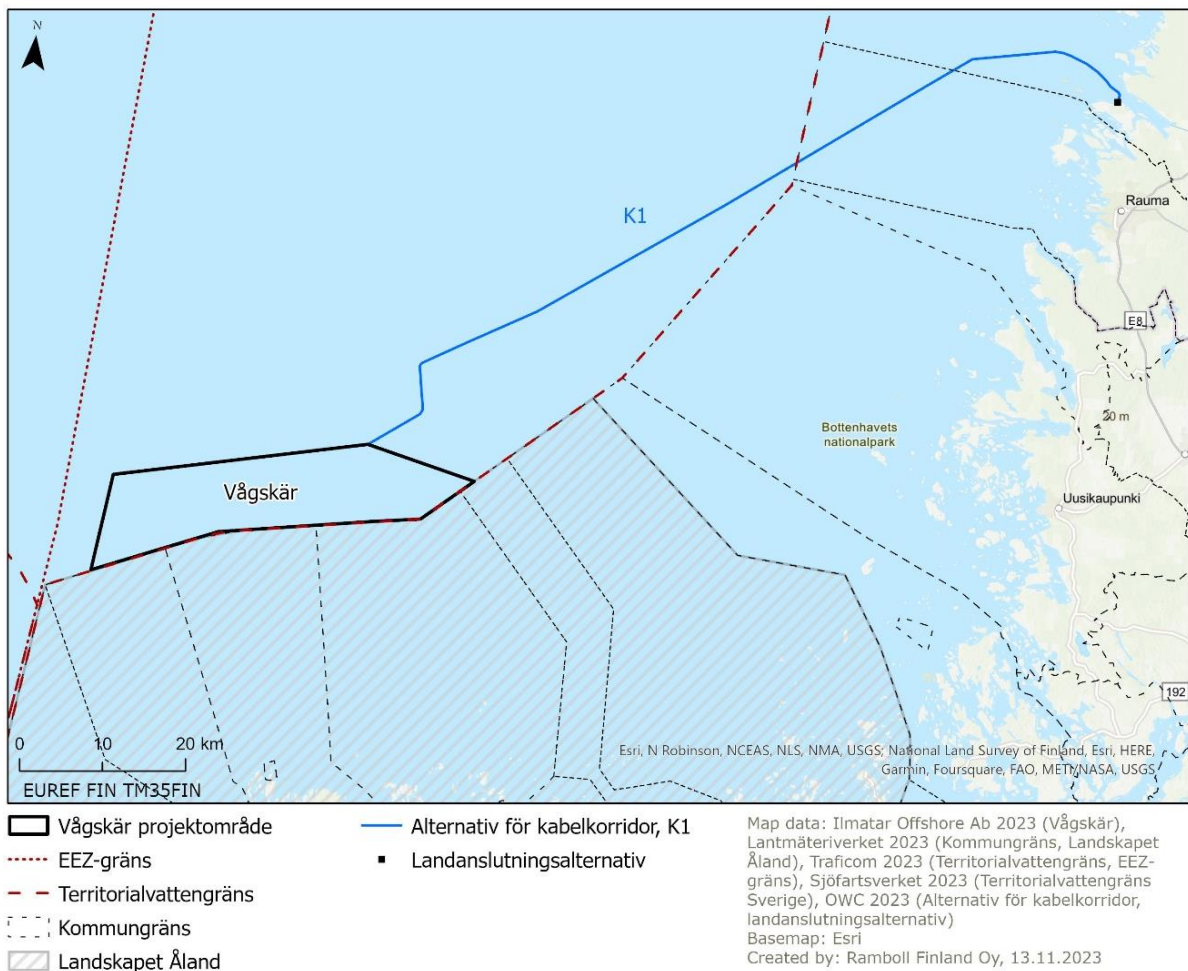 N
K1
Rauma
E8
20 m
Bottenhavets
nationalpark
Vågskär
Uusikaupunki
192
0 10 20 km
Esri, N Robinson, NCEAS, NLS, NMA, USGS; National Land Survey of Finland, Esri, HERE,
Garmin, Foursquare, FAO, METI/NASA, USGS
EUREF FIN TM35FIN
Vågskär projektområde
EEZ-gräns
Territorialvattengräns
Kommungräns
Landskapet Åland
Alternativ för kabelkorridor, K1
Landanslutningsalternativ
Map data: Ilmatar Offshore Ab 2023 (Vågskär),
Lantmäteriverket 2023 (Kommungräns, Landskapet
Åland), Traficom 2023 (Territorialvattengräns, EEZ-
gräns), Sjöfartsverket 2023 (Territorialvattengräns
Sverige), OWC 2023 (Alternativ för kabelkorridor,
landanslutningsalternativ)
Basemap: Esri
Created by: Ramboll Finland Oy, 13.11.2023